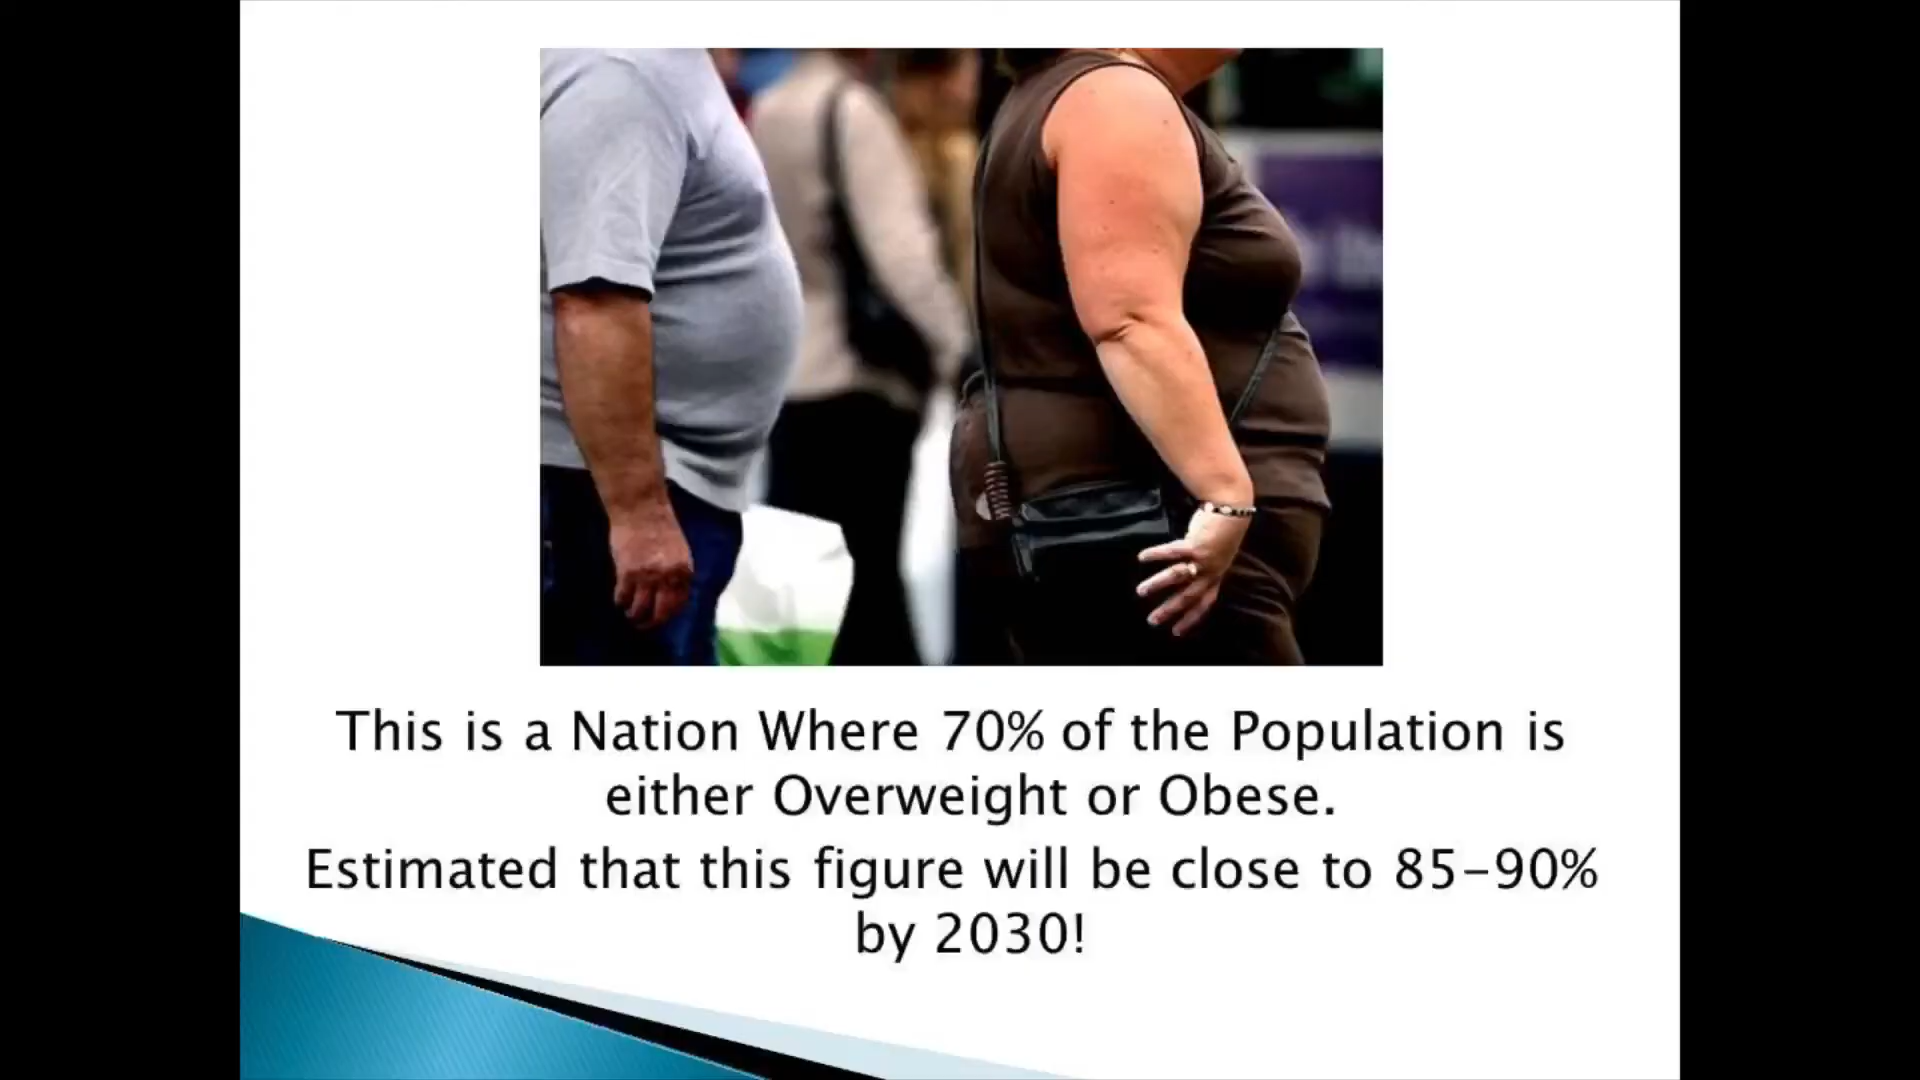 This is a Nation Where 70% of the Population is
either Overweight or Obese.
Estimated that this figure will be close to 85-90%
by 2030!